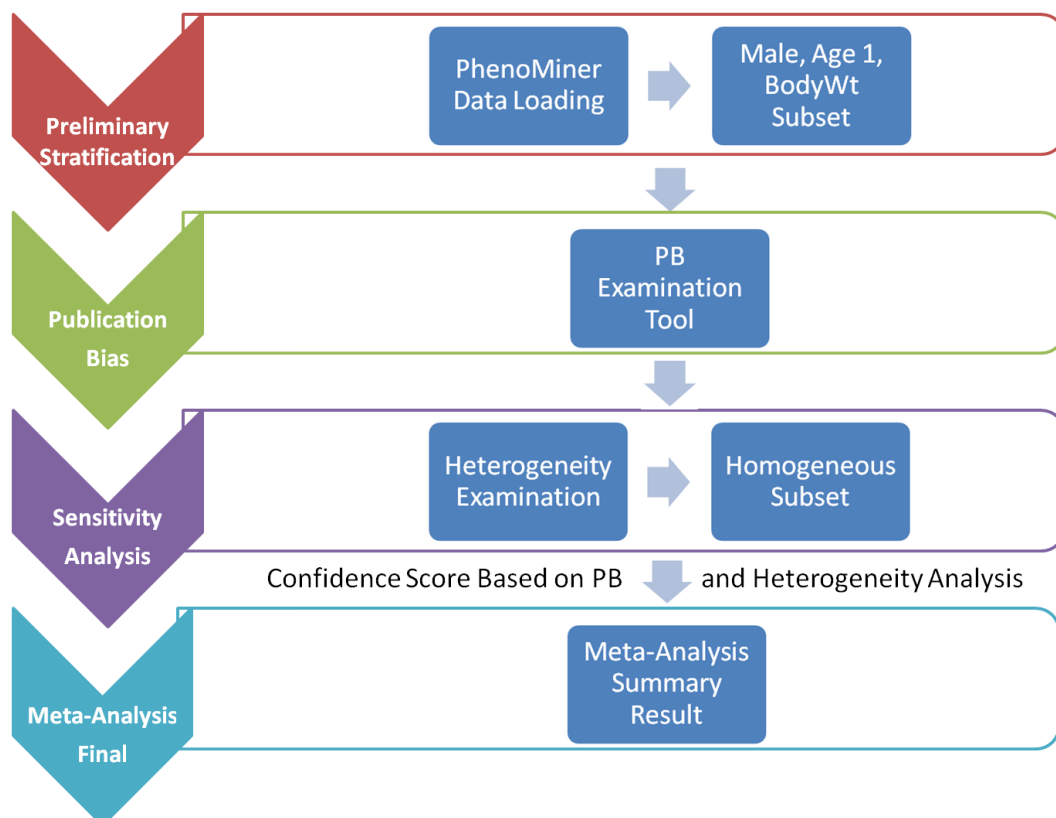 Preliminary
Stratification
PhenoMiner
Data Loading
Male, Age 1,
BodyWt
Subset
Publication
Bias
PB
Examination
Tool
Sensitivity
Analysis
Heterogeneity
Examination
Homogeneous
Subset
Confidence Score Based on PB and Heterogeneity Analysis
Meta-Analysis
Final
Meta-Analysis
Summary
Result